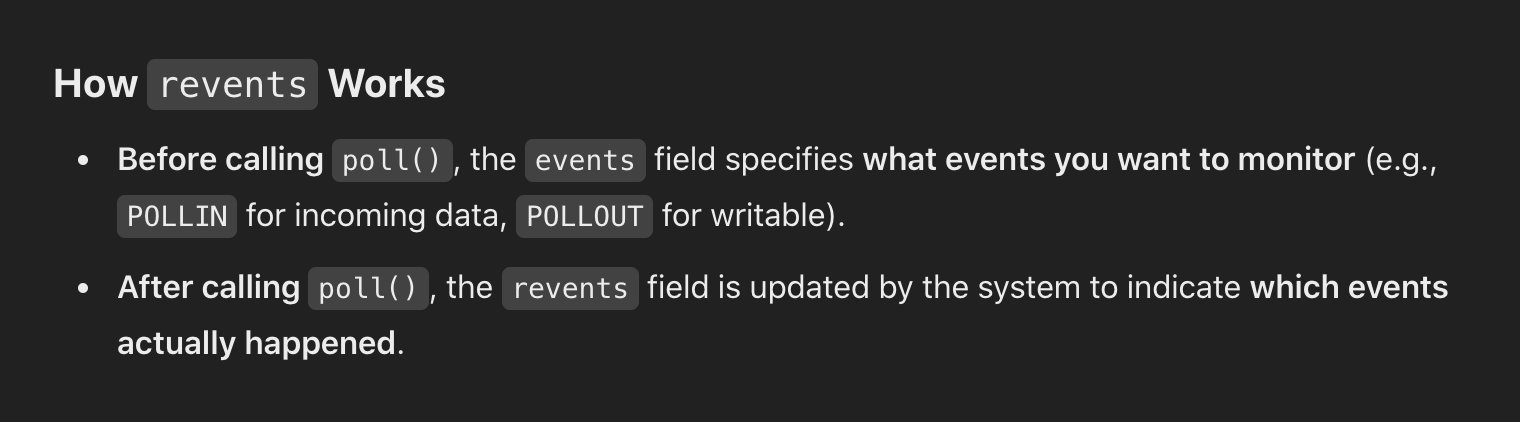 How revents Works
• Before calling poll(), the events field specifies what events you want to monitor (e.g.,
POLLIN for incoming data, POLLOUT for writable).
• After calling poll(), the revents field is updated by the system to indicate which events
actually happened.